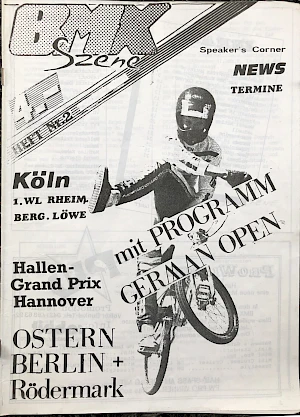 BMX
Szene
Speaker's Corner
NEWS
TERMINE
4.–
HEFT Nr. 2
Köln
1. WL RHEIM.
BERG. LÖWE
mit PROGRAMM
GERMAN OPEN
Hallen-
Grand Prix
Hannover
OSTERN
BERLIN +
Rödermark